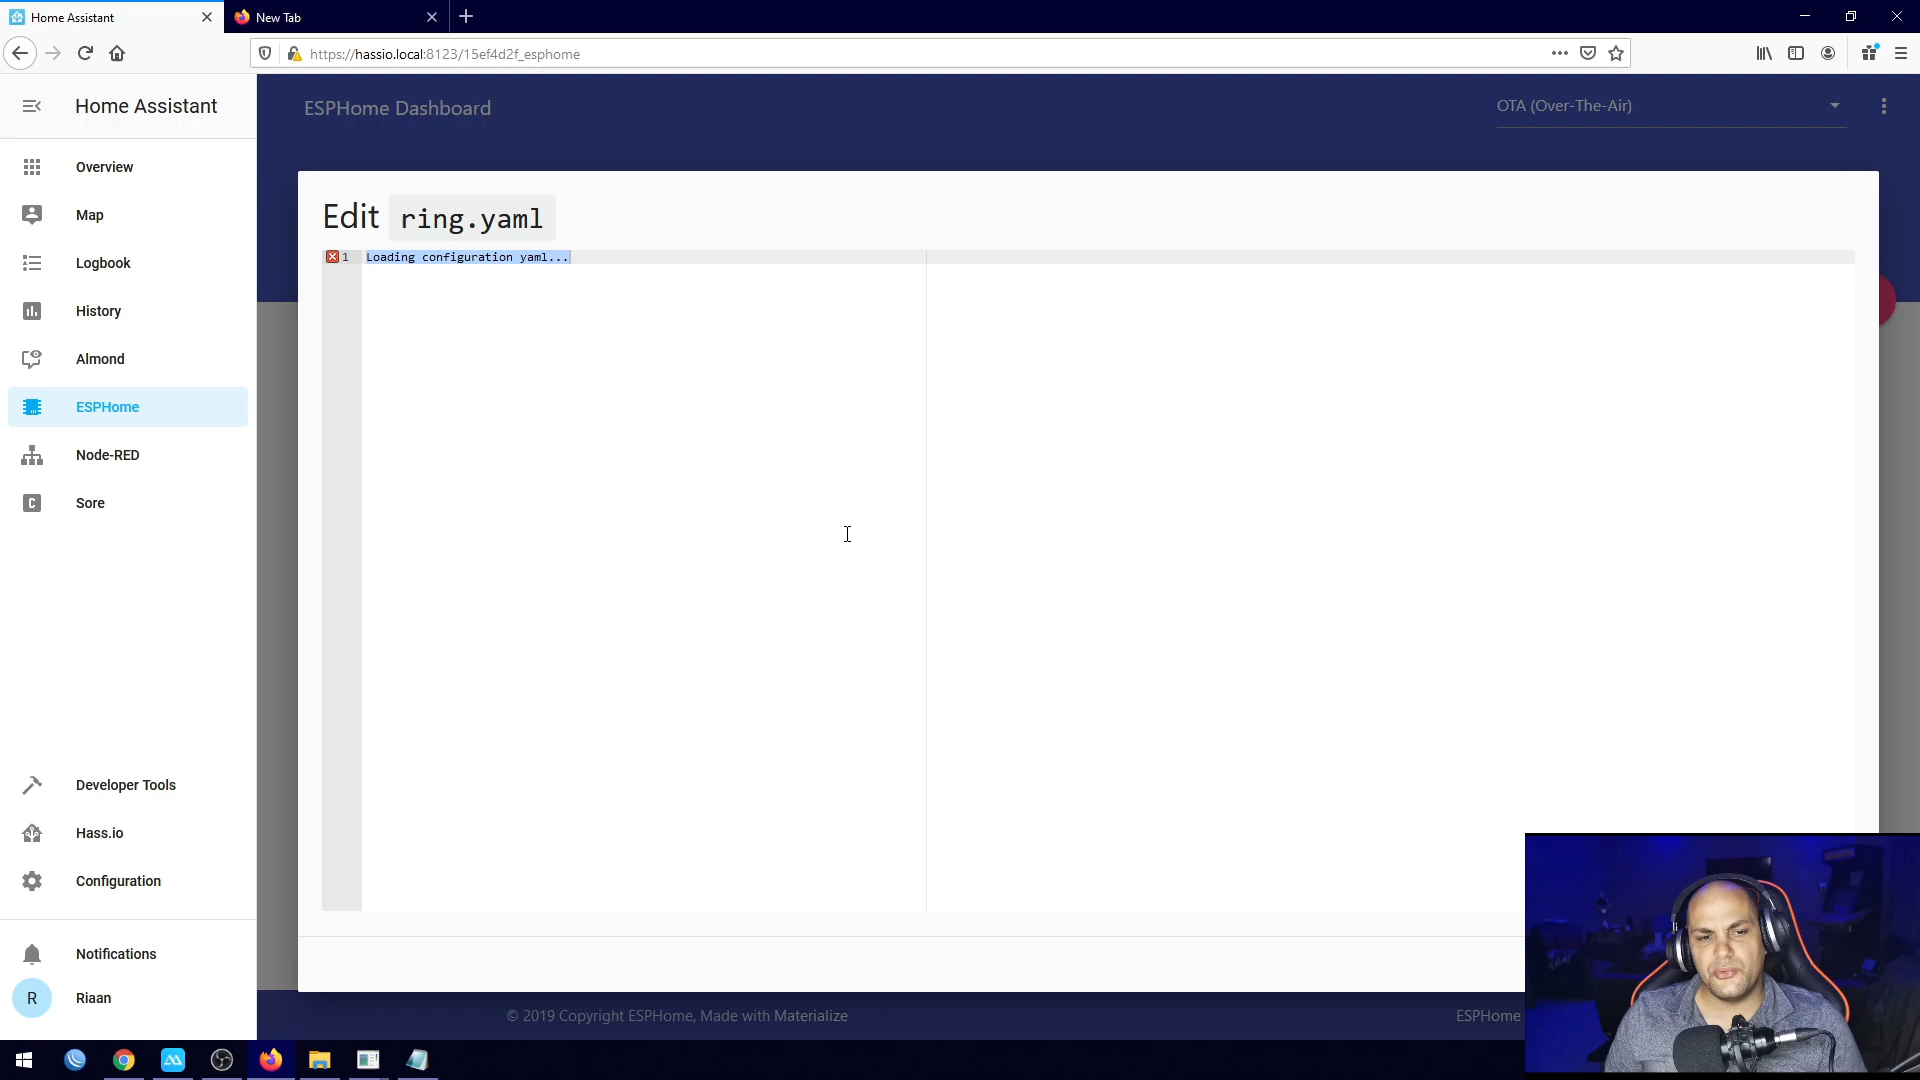 Home Assistant
New Tab
https://hassio.local:8123/15ef4d2f_esphome
Home Assistant
ESPHome Dashboard
OTA (Over-The-Air)
Overview
Map
Logbook
History
Almond
ESPHome
Node-RED
Sore
Developer Tools
Hass.io
Configuration
Notifications
R
Riaan
Edit ring.yaml
1 Loading configuration yaml...
© 2019 Copyright ESPHome, Made with Materialize
ESPHome